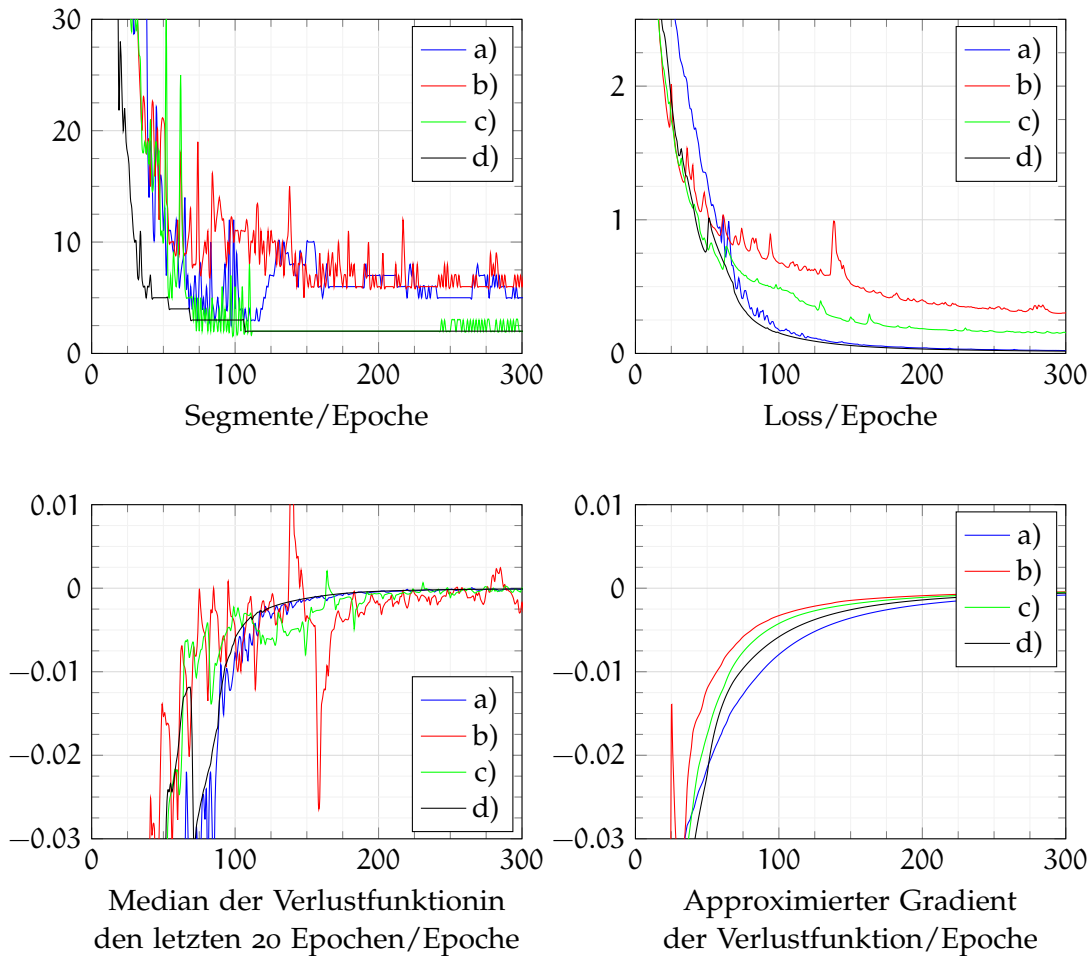 30
20
10
0
0
100
200
300
a)
b)
c)
d)
Segmente/Epoche
2
1
0
0
100
200
300
a)
b)
c)
d)
Loss/Epoche
0.01
0
−0.01
−0.02
−0.03
0
100
200
300
a)
b)
c)
d)
Median der Verlustfunktionin
den letzten 20 Epochen/Epoche
0.01
0
−0.01
−0.02
−0.03
0
100
200
300
a)
b)
c)
d)
Approximierter Gradient
der Verlustfunktion/Epoche